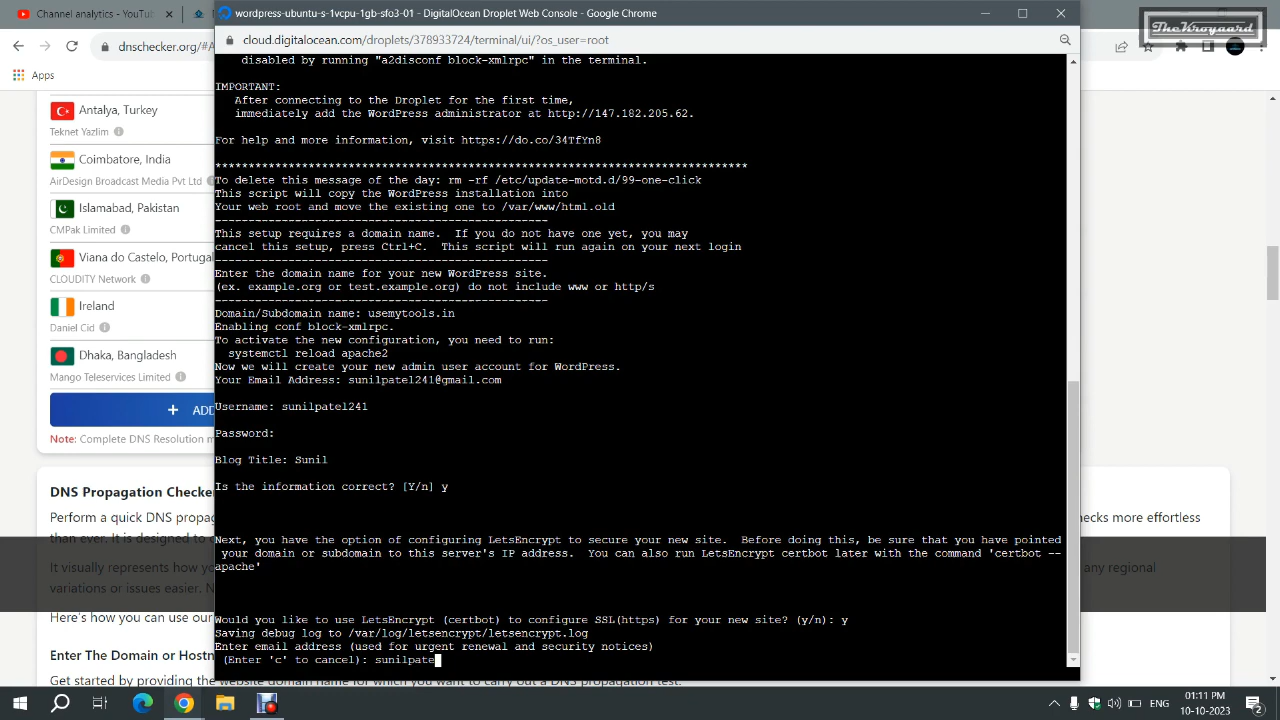 Channel analytics - YouTube
wordpress-ubuntu-s-1vcpu-1gb-sfo3-01 - DigitalOcean Droplet Web Console - Google Chrome
TheKroyaard
dnschecker.org/#A
cloud.digitalocean.com/droplets/378933724/terminal/ui/?os_user=root
Apps
disabled by running "a2disconf block-xmlrpc" in the terminal.
IMPORTANT:
After connecting to the Droplet for the first time,
immediately add the WordPress administrator at http://147.182.205.62.
For help and more information, visit https://do.co/34TfYn8
********************************************************************************
To delete this message of the day: rm -rf /etc/update-motd.d/99-one-click
This script will copy the WordPress installation into
Your web root and move the existing one to /var/www/html.old
--------------------------------------------------
This setup requires a domain name.  If you do not have one yet, you may
cancel this setup, press Ctrl+C.  This script will run again on your next login
--------------------------------------------------
Enter the domain name for your new WordPress site.
(ex. example.org or test.example.org) do not include www or http/s
--------------------------------------------------
Domain/Subdomain name: usemytools.in
Enabling conf block-xmlrpc.
To activate the new configuration, you need to run:
systemctl reload apache2
Now we will create your new admin user account for WordPress.
Your Email Address: sunilpatel241@gmail.com
Username: sunilpatel241
Password:
Blog Title: Sunil
Is the information correct? [Y/n] y
Next, you have the option of configuring LetsEncrypt to secure your new site.  Before doing this, be sure that you have pointed
your domain or subdomain to this server's IP address.  You can also run LetsEncrypt certbot later with the command 'certbot --
apache'
Would you like to use LetsEncrypt (certbot) to configure SSL(https) for your new site? (y/n): y
Saving debug log to /var/log/letsencrypt/letsencrypt.log
Enter email address (used for urgent renewal and security notices)
(Enter 'c' to cancel): sunilpate
Antalya, Turkey
Teknet Yazlim
Coimbatore, India
AirDesign Broadcast Media Pvt Ltd
Islamabad, Pakistan
CMPak Limited
Viana do Castelo, Portugal
CLOUDITY Network
Ireland
Daniel Cid
Dhaka, Bangladesh
Mango Teleservices Limited
+ ADD
Note: Complete DNS Resolution
DNS Propagation Checker
Perform a quick DNS propag
checks more effortless
than ever. It is designed to
It visually represents how yo
any regional
variations or issues easier.
Here's how you can use our
Enter The Domain or Hostn
Get started by providing the website domain name for which you want to carry out a DNS propagation test.
ENG
01:11 PM
10-10-2023
2